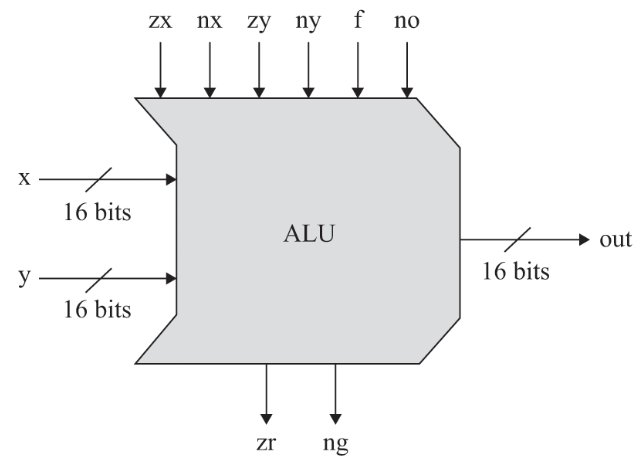 zx nx zy ny f no
x
16 bits
ALU
out
y
16 bits
16 bits
zr ng